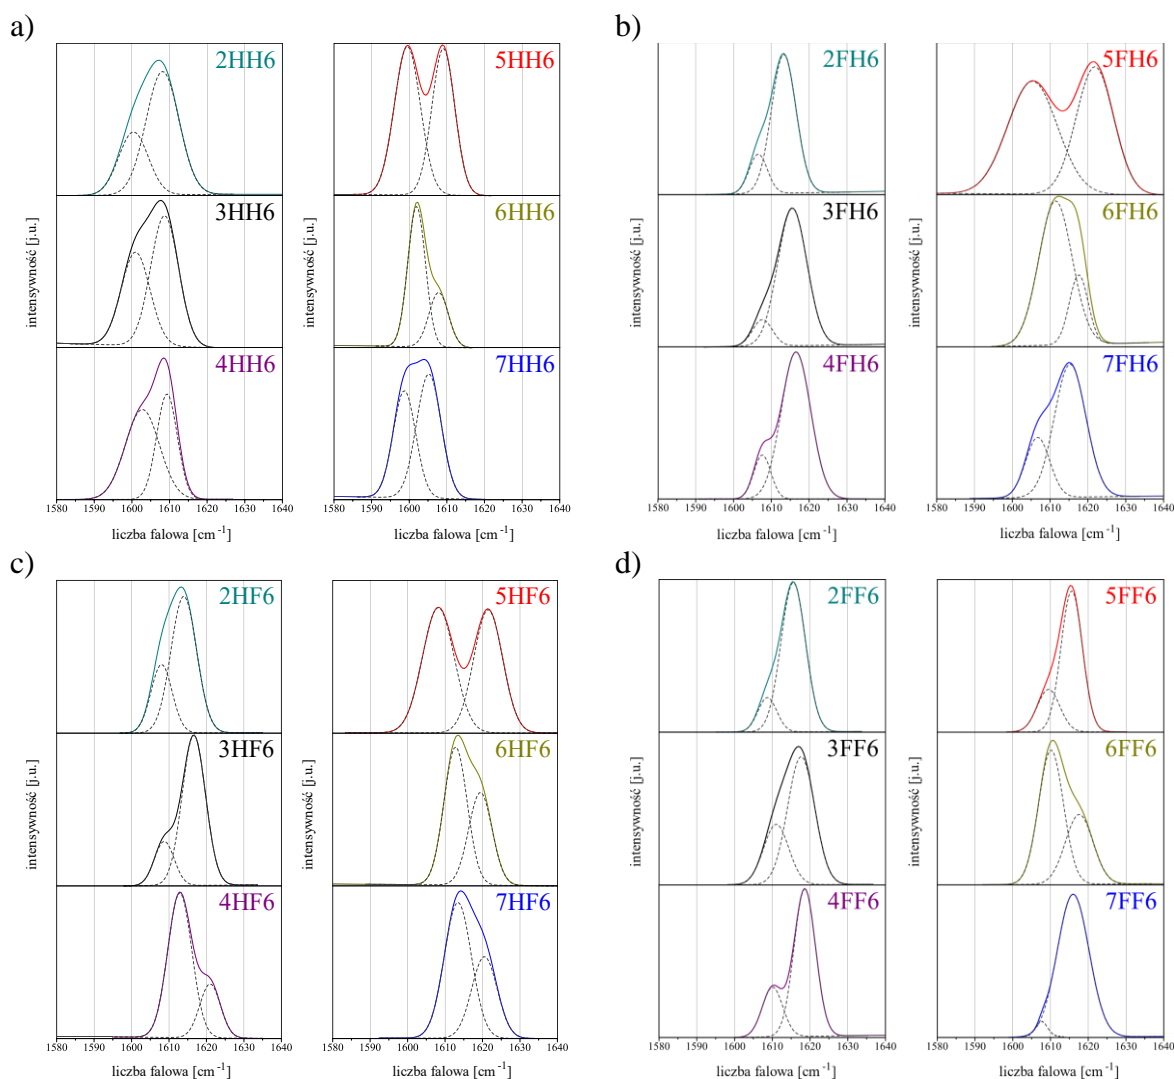 a)
2HH6
5HH6
3HH6
6HH6
4HH6
7HH6
intensywność [j.u.]
intensywność [j.u.]
1580 1590 1600 1610 1620 1630 1640
1580 1590 1600 1610 1620 1630 1640
liczba falowa [cm-1]
liczba falowa [cm-1]
b)
2FH6
5FH6
3FH6
6FH6
4FH6
7FH6
intensywność [j.u.]
intensywność [j.u.]
1580 1590 1600 1610 1620 1630 1640
1580 1590 1600 1610 1620 1630 1640
liczba falowa [cm-1]
liczba falowa [cm-1]
c)
2HF6
5HF6
3HF6
6HF6
4HF6
7HF6
intensywność [j.u.]
intensywność [j.u.]
1580 1590 1600 1610 1620 1630 1640
1580 1590 1600 1610 1620 1630 1640
liczba falowa [cm-1]
liczba falowa [cm-1]
d)
2FF6
5FF6
3FF6
6FF6
4FF6
7FF6
intensywność [j.u.]
intensywność [j.u.]
1580 1590 1600 1610 1620 1630 1640
1580 1590 1600 1610 1620 1630 1640
liczba falowa [cm-1]
liczba falowa [cm-1]